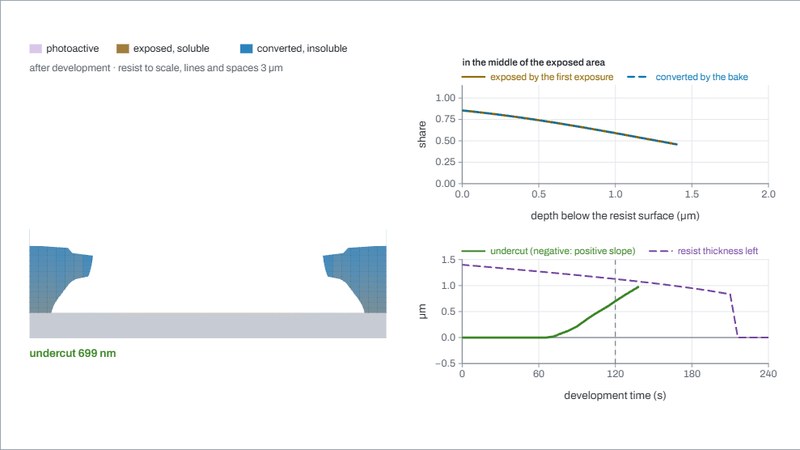 photoactive
exposed, soluble
converted, insoluble
after development · resist to scale, lines and spaces 3 µm
undercut 699 nm
in the middle of the exposed area
exposed by the first exposure
converted by the bake
1.00
0.75
0.50
0.25
0.00
share
0.0
0.5
1.0
1.5
2.0
depth below the resist surface (µm)
undercut (negative: positive slope)
resist thickness left
1.5
1.0
0.5
0.0
−0.5
µm
0
60
120
180
240
development time (s)